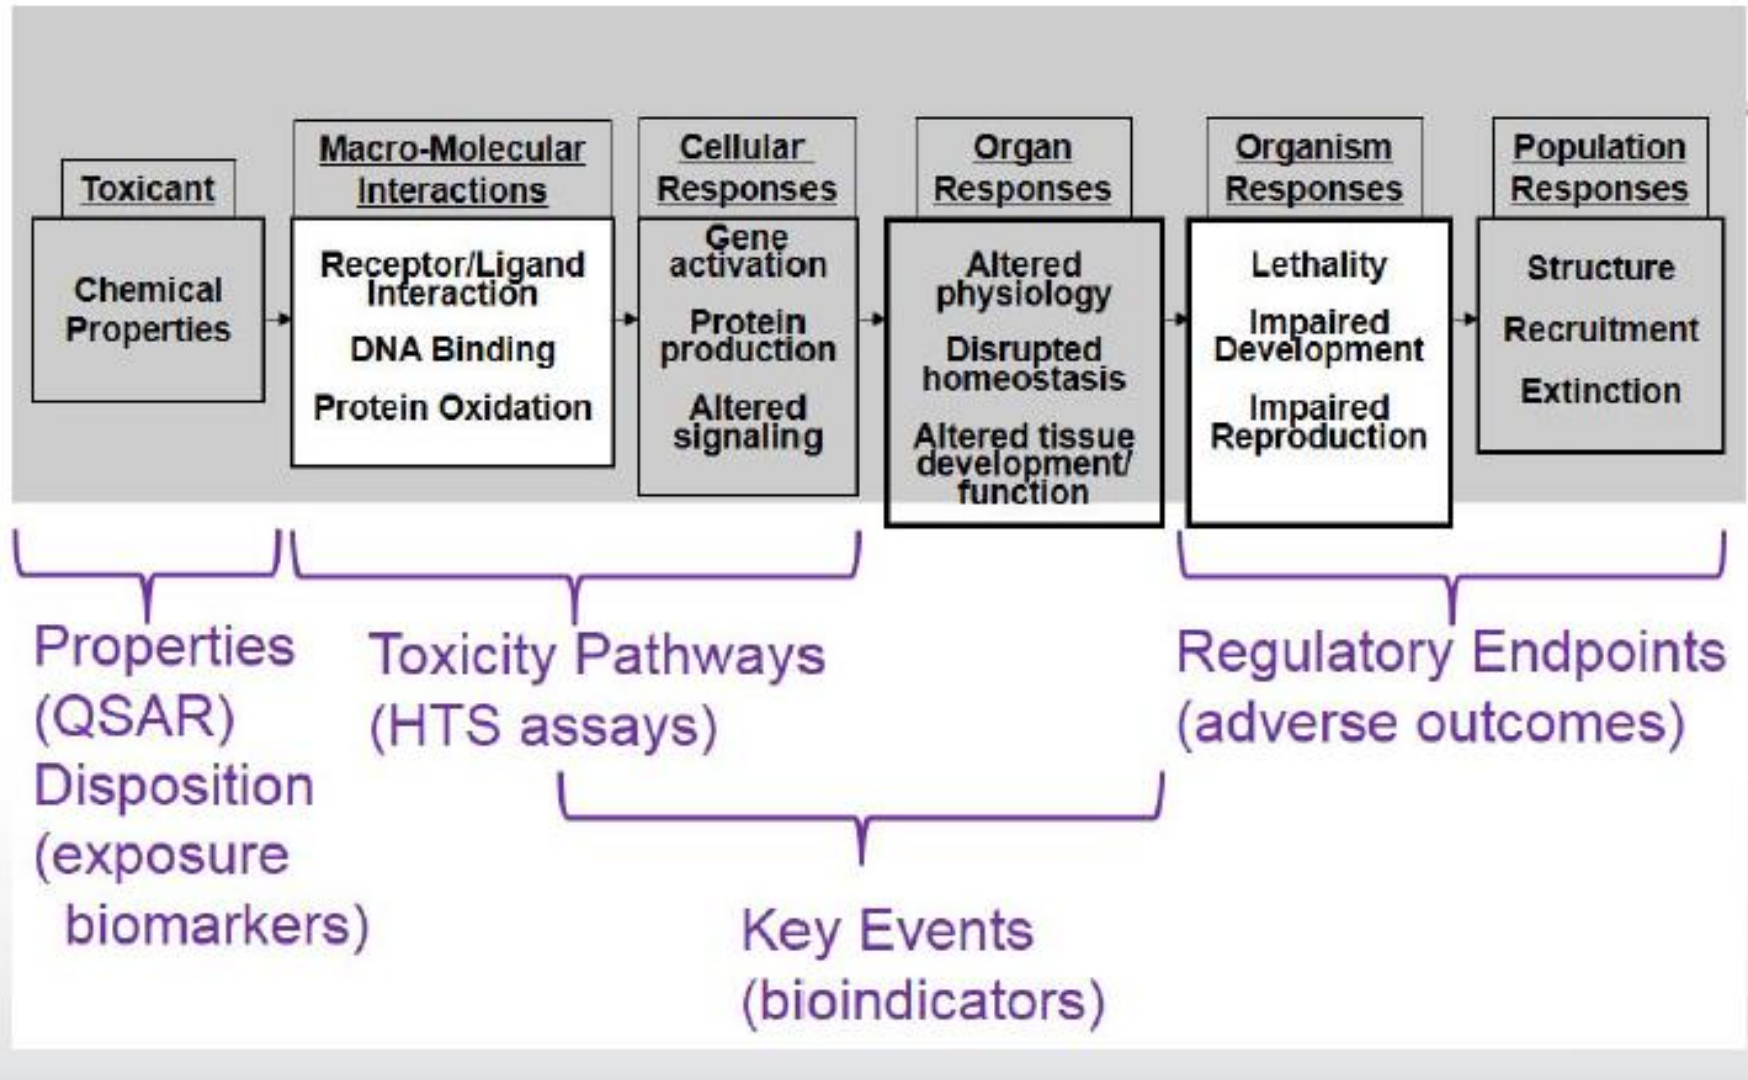 Toxicant
Chemical
Properties
Macro-Molecular
Interactions
Receptor/Ligand
Interaction
DNA Binding
Protein Oxidation
Cellular
Responses
Gene
activation
Protein
production
Altered
signaling
Organ
Responses
Altered
physiology
Disrupted
homeostasis
Altered tissue
development/
function
Organism
Responses
Lethality
Impaired
Development
Impaired
Reproduction
Population
Responses
Structure
Recruitment
Extinction
Properties
(QSAR)
Disposition
(exposure
biomarkers)
Toxicity Pathways
(HTS assays)
Key Events
(bioindicators)
Regulatory Endpoints
(adverse outcomes)